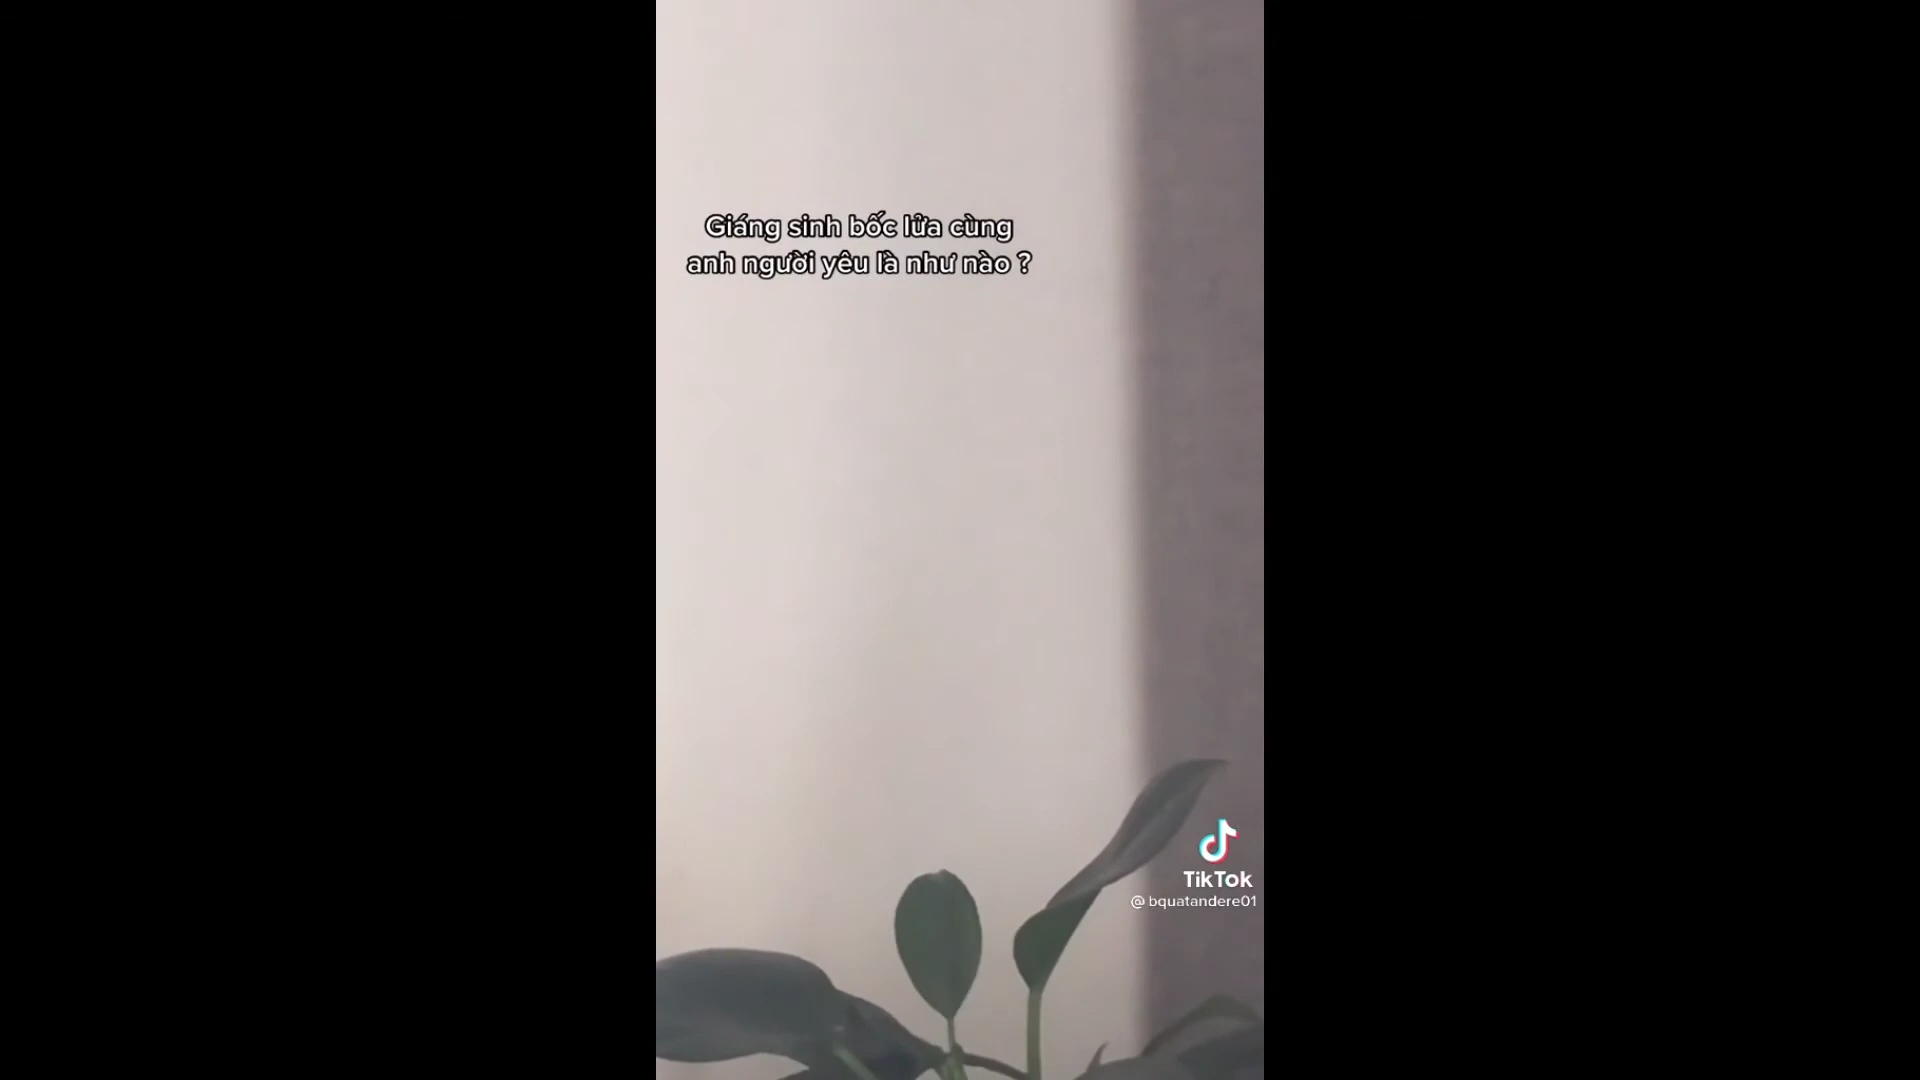 Giáng sinh bốc lửa cùng
anh người yêu là như nào ?
TikTok
@ bquatandere01